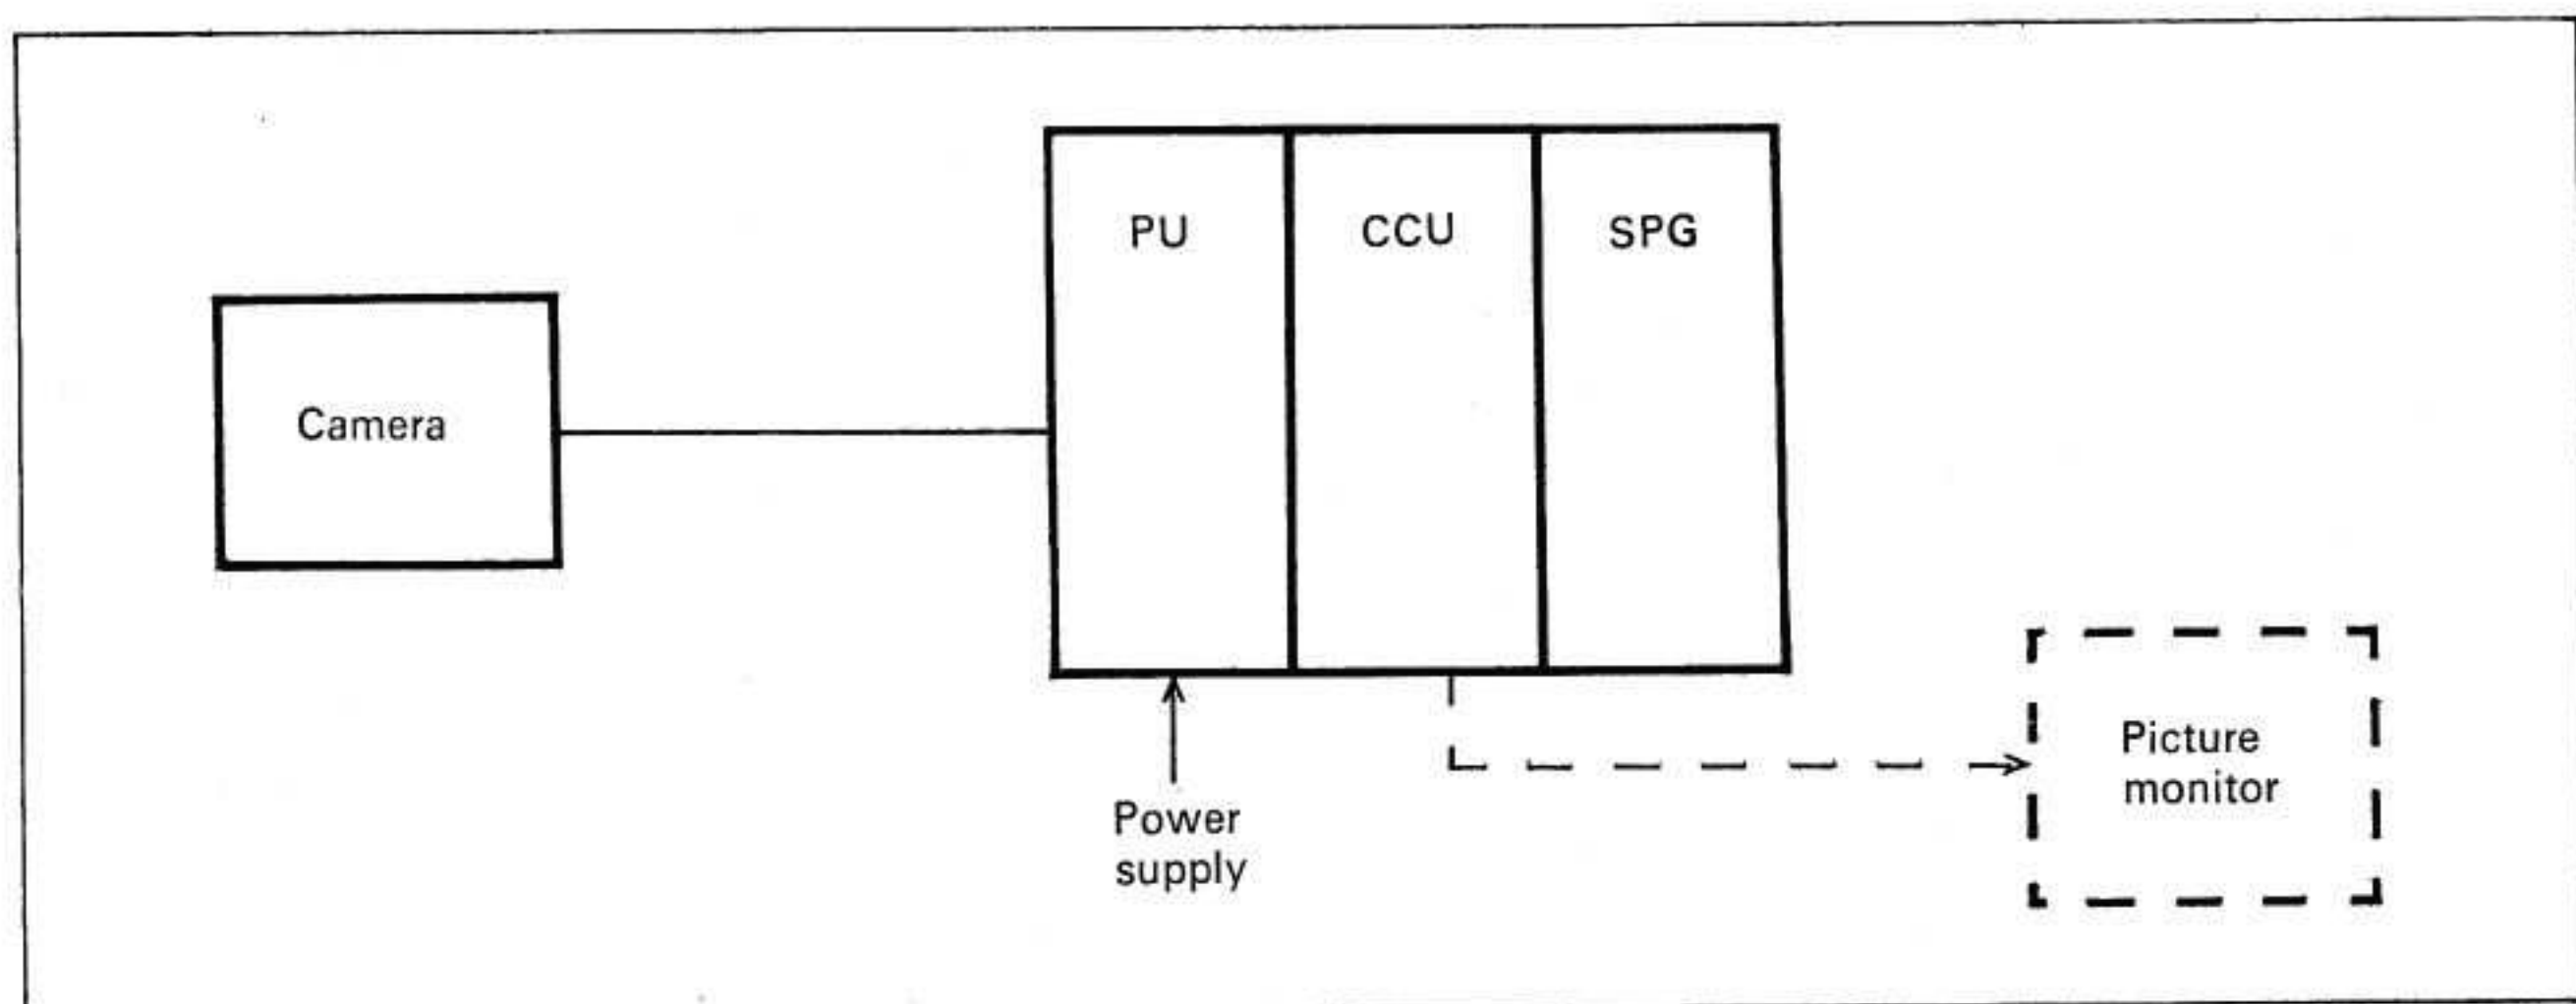 PU
CCU
SPG
Camera
Power
supply
Picture
monitor